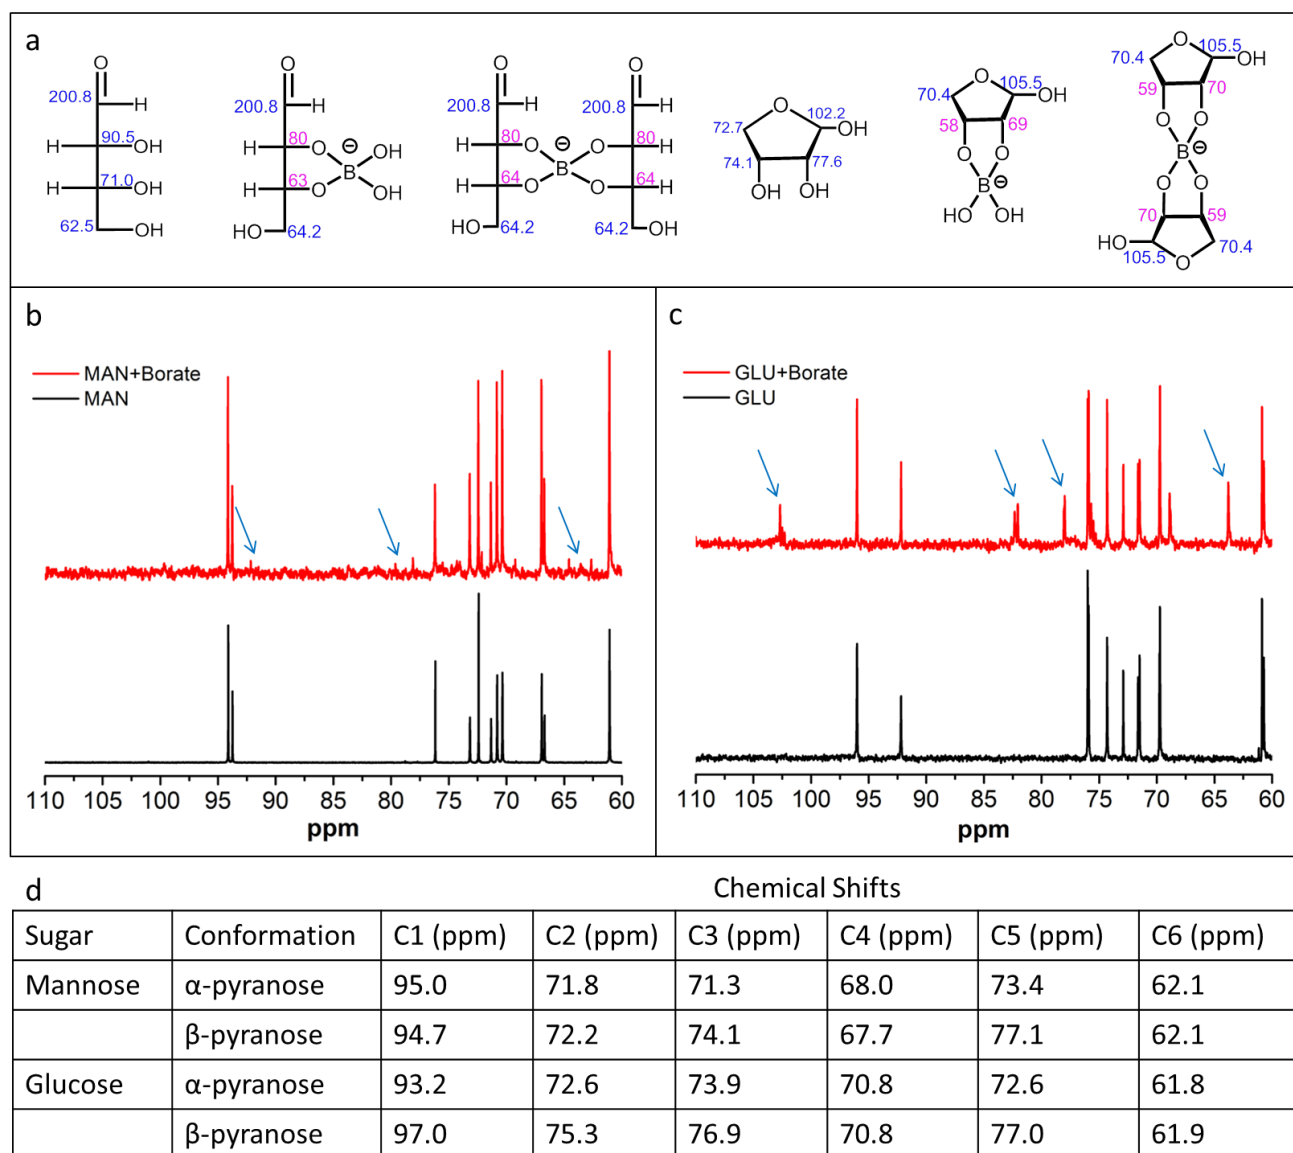 a
O
200.8
H
H
90.5
OH
H
71.0
OH
62.5
OH
O
200.8
H
H
80
O
OH
B
⊖
H
63
O
OH
HO
64.2
O
200.8
H
O
200.8
H
H
80
O
O
80
H
B
⊖
H
64
O
O
64
H
HO
64.2
64.2
OH
O
102.2
OH
72.7
74.1
77.6
OH
OH
O
105.5
OH
70.4
58
69
O
O
B
⊖
HO
OH
O
105.5
OH
70.4
59
70
O
O
B
⊖
O
O
70
59
HO
105.5
O
70.4
b
MAN+Borate
MAN
110 105 100 95 90 85 80 75 70 65 60
ppm
c
GLU+Borate
GLU
110 105 100 95 90 85 80 75 70 65 60
ppm
d
Chemical Shifts
Sugar Conformation C1 (ppm) C2 (ppm) C3 (ppm) C4 (ppm) C5 (ppm) C6 (ppm)
Mannose α-pyranose 95.0 71.8 71.3 68.0 73.4 62.1
β-pyranose 94.7 72.2 74.1 67.7 77.1 62.1
Glucose α-pyranose 93.2 72.6 73.9 70.8 72.6 61.8
β-pyranose 97.0 75.3 76.9 70.8 77.0 61.9